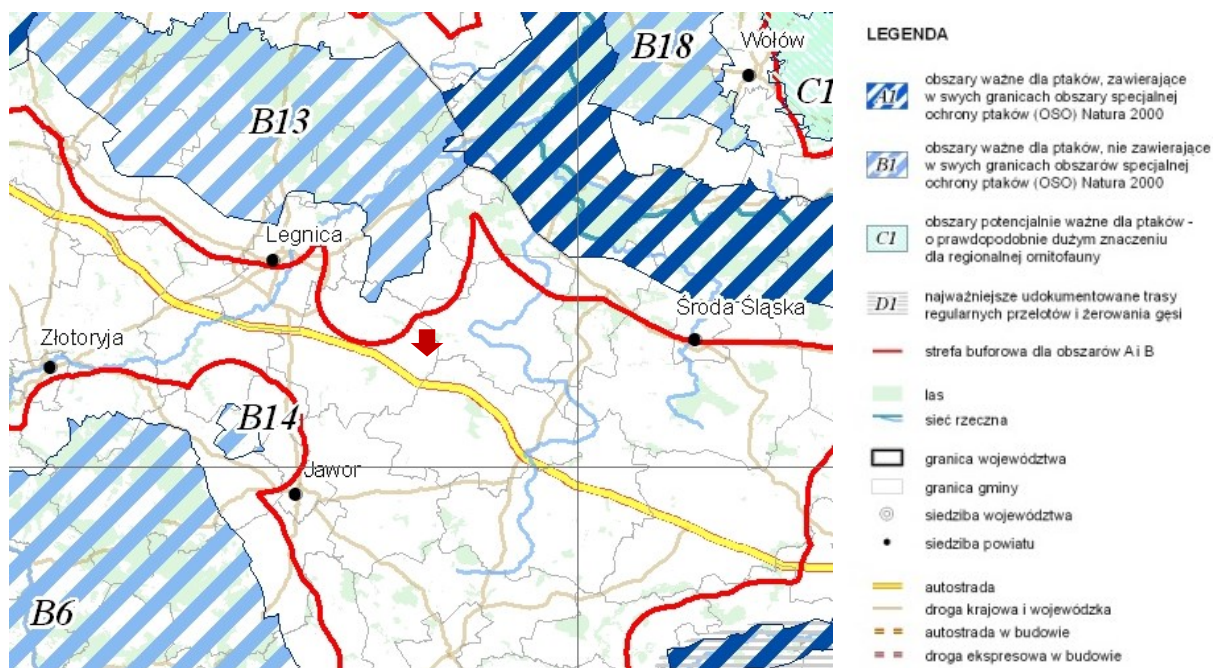 B18
Wołów
C1
B13
Legnica
Środa Śląska
Złotoryja
B14
Jawor
B6
LEGENDA
A1
obszary ważne dla ptaków, zawierające
w swych granicach obszary specjalnej
ochrony ptaków (OSO) Natura 2000
B1
obszary ważne dla ptaków, nie zawierające
w swych granicach obszarów specjalnej
ochrony ptaków (OSO) Natura 2000
C1
obszary potencjalnie ważne dla ptaków -
o prawdopodobnie dużym znaczeniu
dla regionalnej ornitofauny
D1
najważniejsze udokumentowane trasy
regularnych przelotów i żerowania gęsi
strefa buforowa dla obszarów A i B
las
sieć rzeczna
granica województwa
granica gminy
siedziba województwa
siedziba powiatu
autostrada
droga krajowa i wojewódzka
autostrada w budowie
droga ekspresowa w budowie